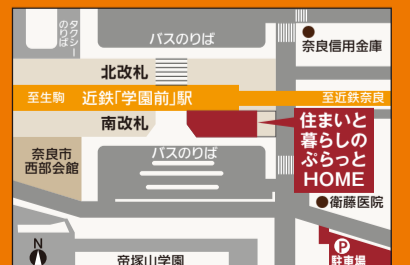 タクシー
のりば
バスのりば
奈良信用金庫
北改札
至生駒
近鉄「学園前」駅
至近鉄奈良
南改札
住まいと
暮らしの
ぷらっと
HOME
奈良市
西部会館
バスのりば
衛藤医院
N
帝塚山学園
P
駐車場